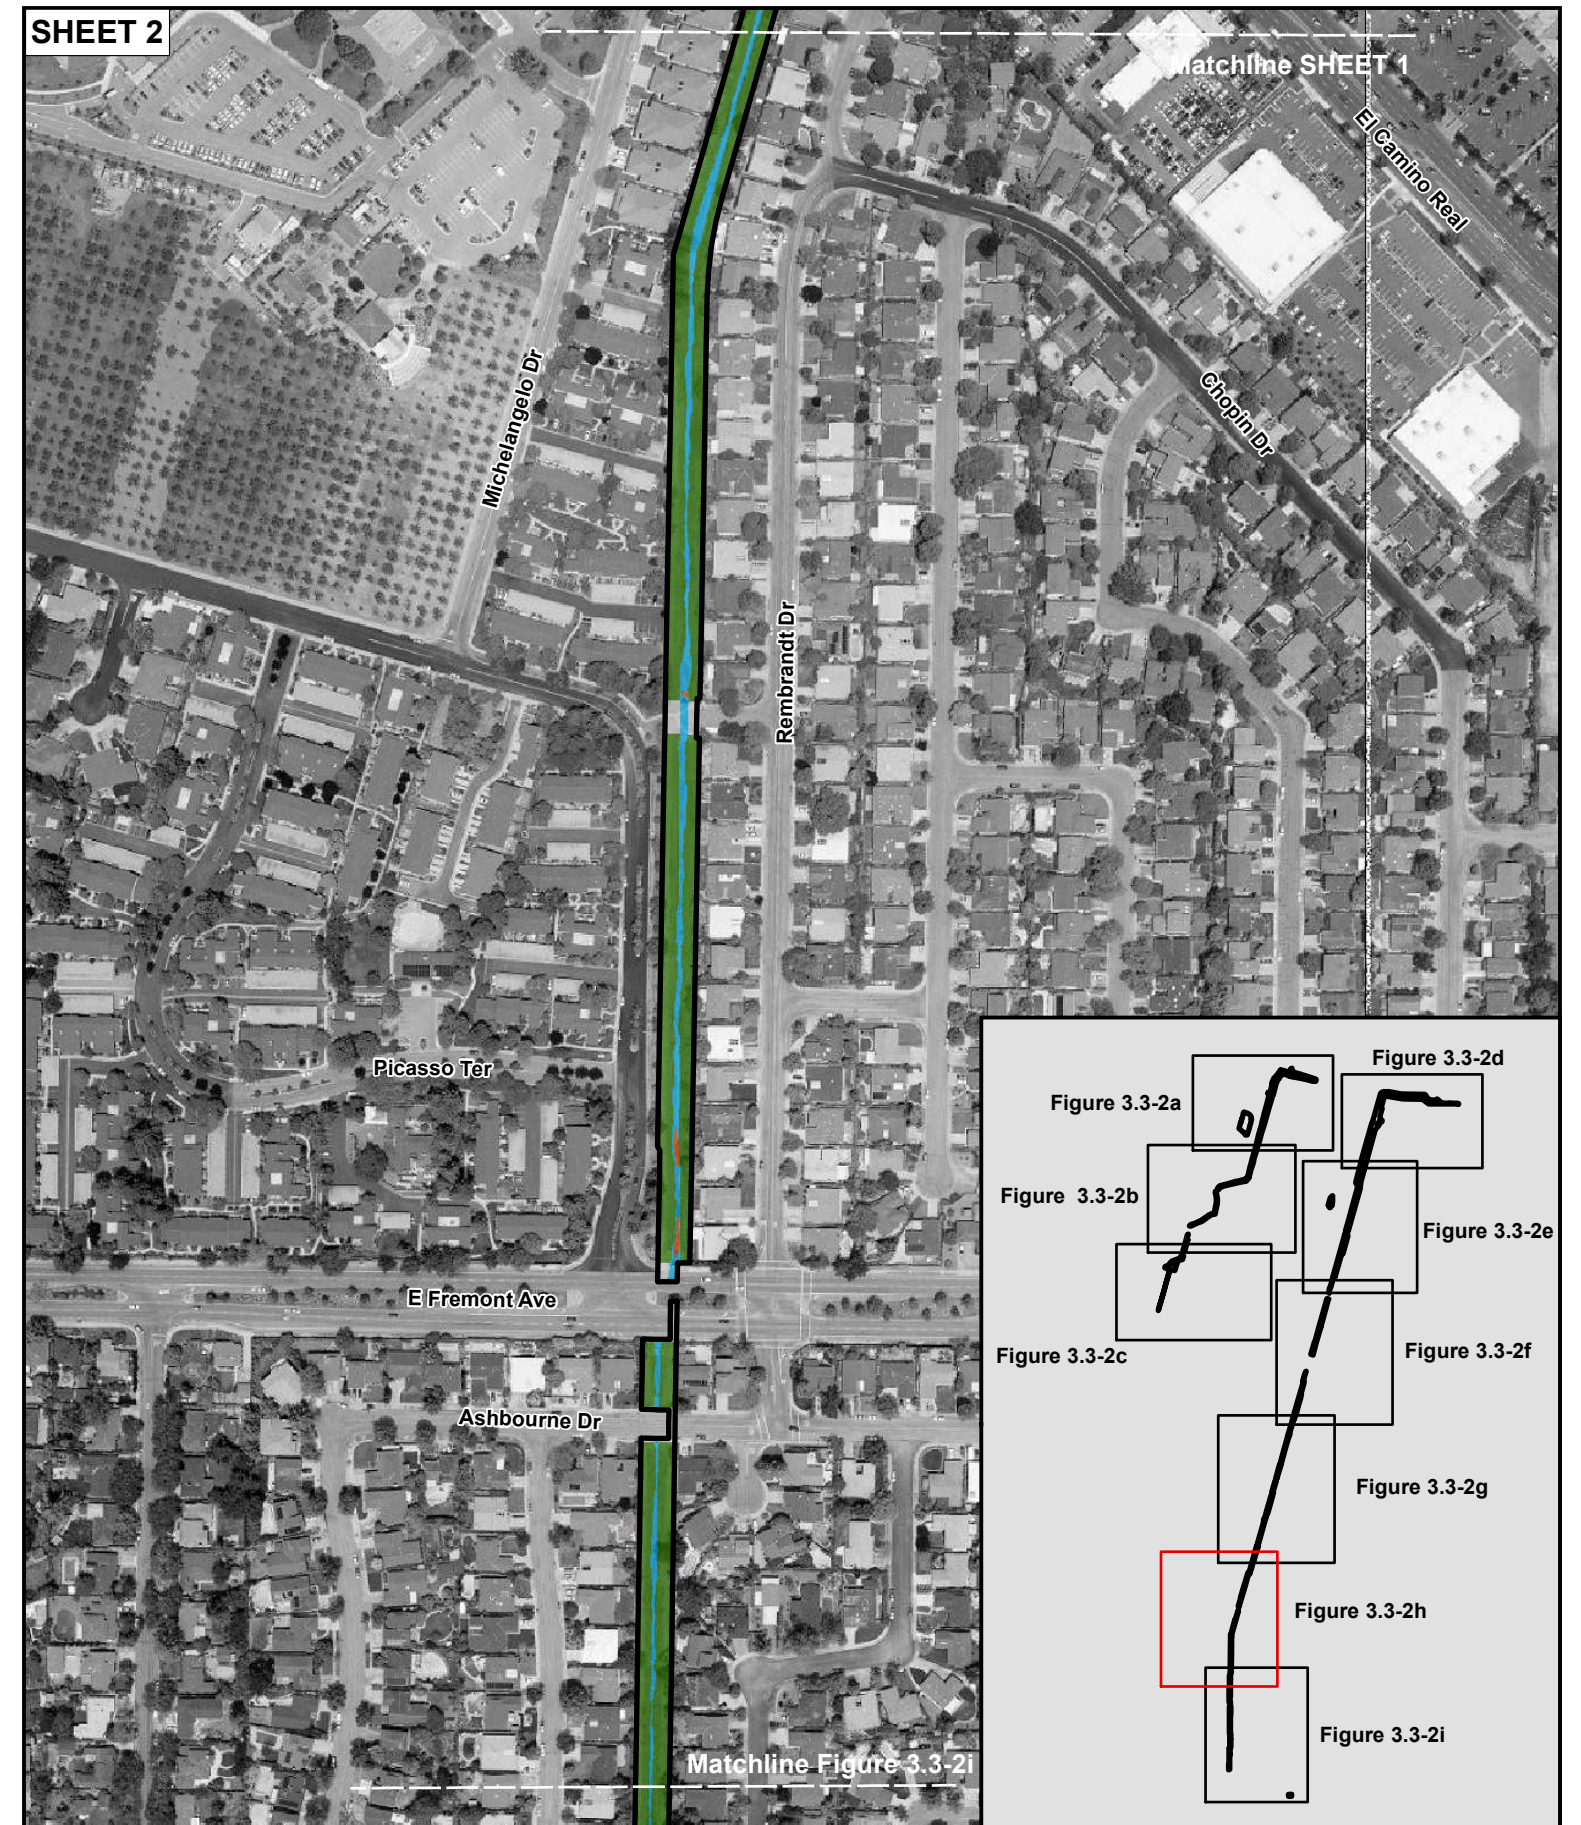 SHEET 2
Matchline SHEET 1
El Camino Real
Michelangelo Dr
Chopin Dr
Rembrandt Dr
Picasso Ter
E Fremont Ave
Ashbourne Dr
Matchline Figure 3.3-2i
Figure 3.3-2d
Figure 3.3-2a
Figure 3.3-2b
Figure 3.3-2e
Figure 3.3-2c
Figure 3.3-2f
Figure 3.3-2g
Figure 3.3-2h
Figure 3.3-2i